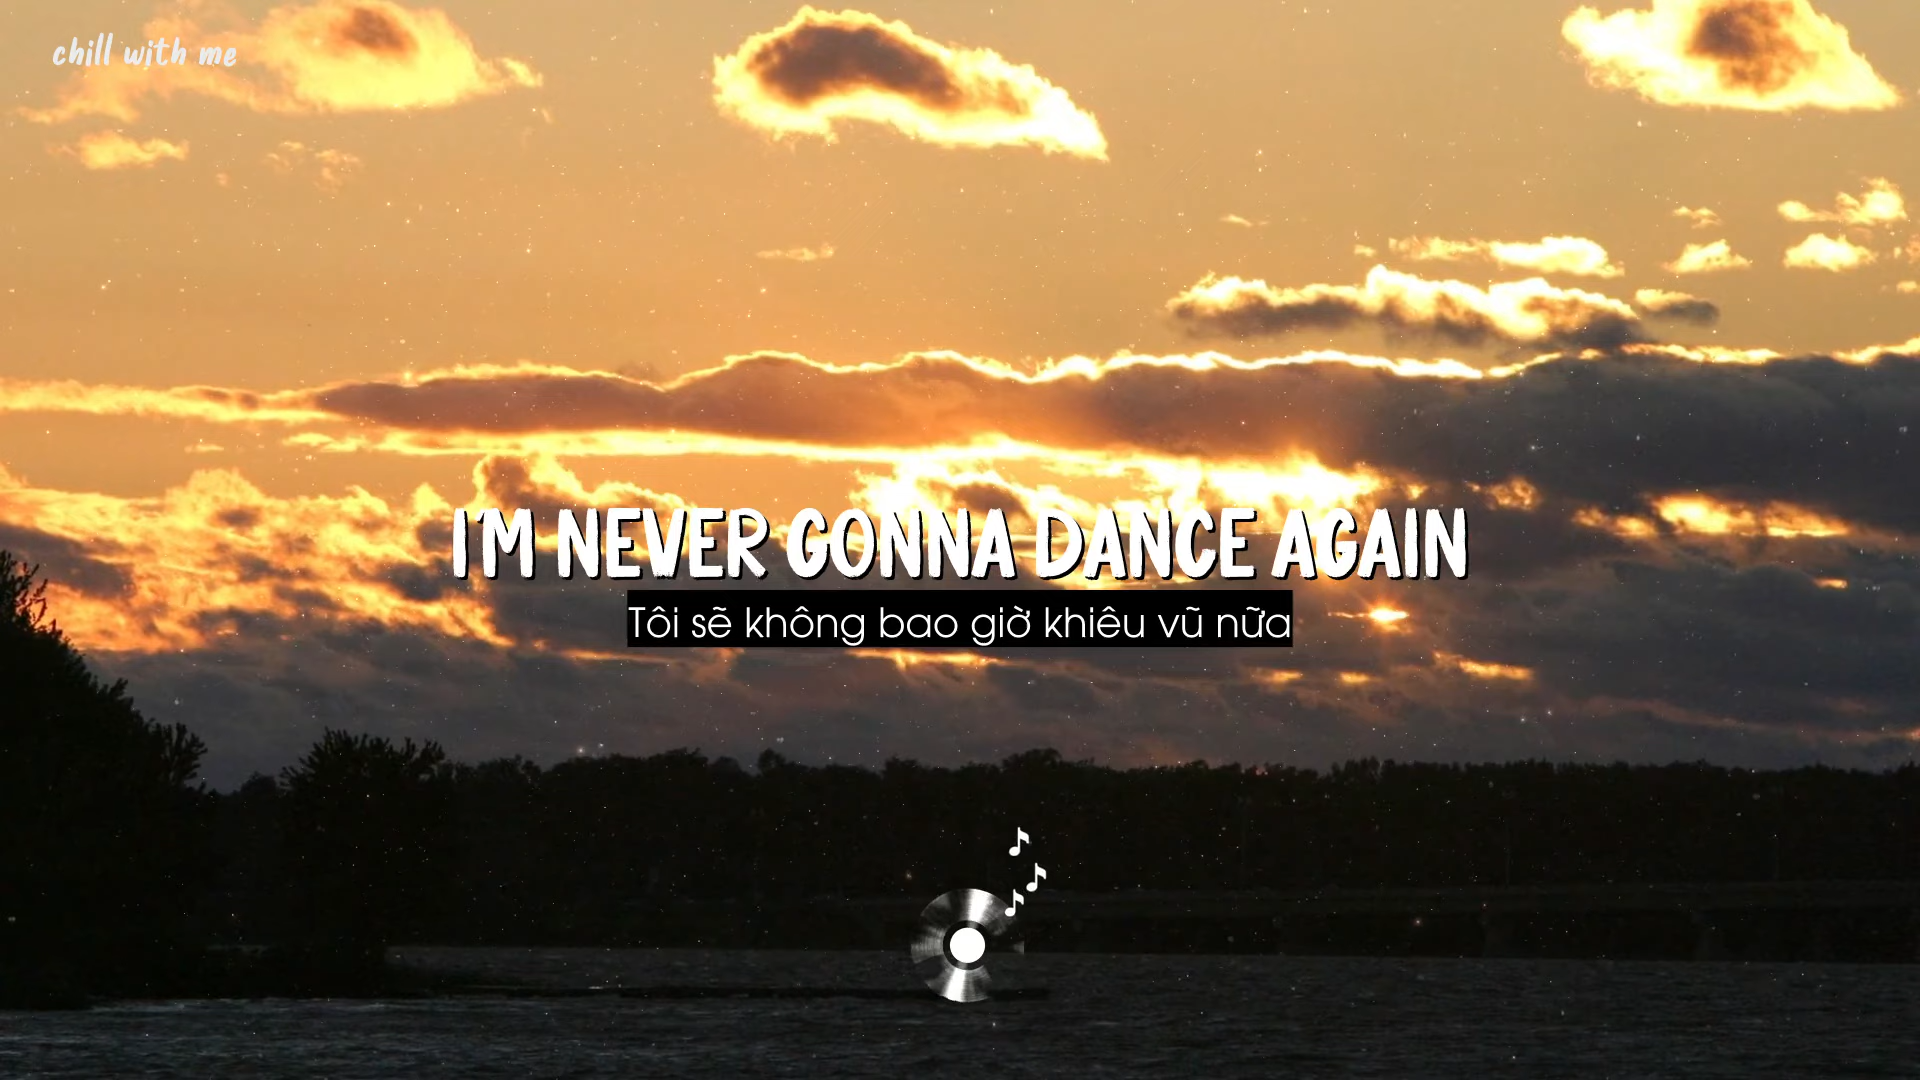 chill with me
I'M NEVER GONNA DANCE AGAIN
Tôi sẽ không bao giờ khiêu vũ nữa